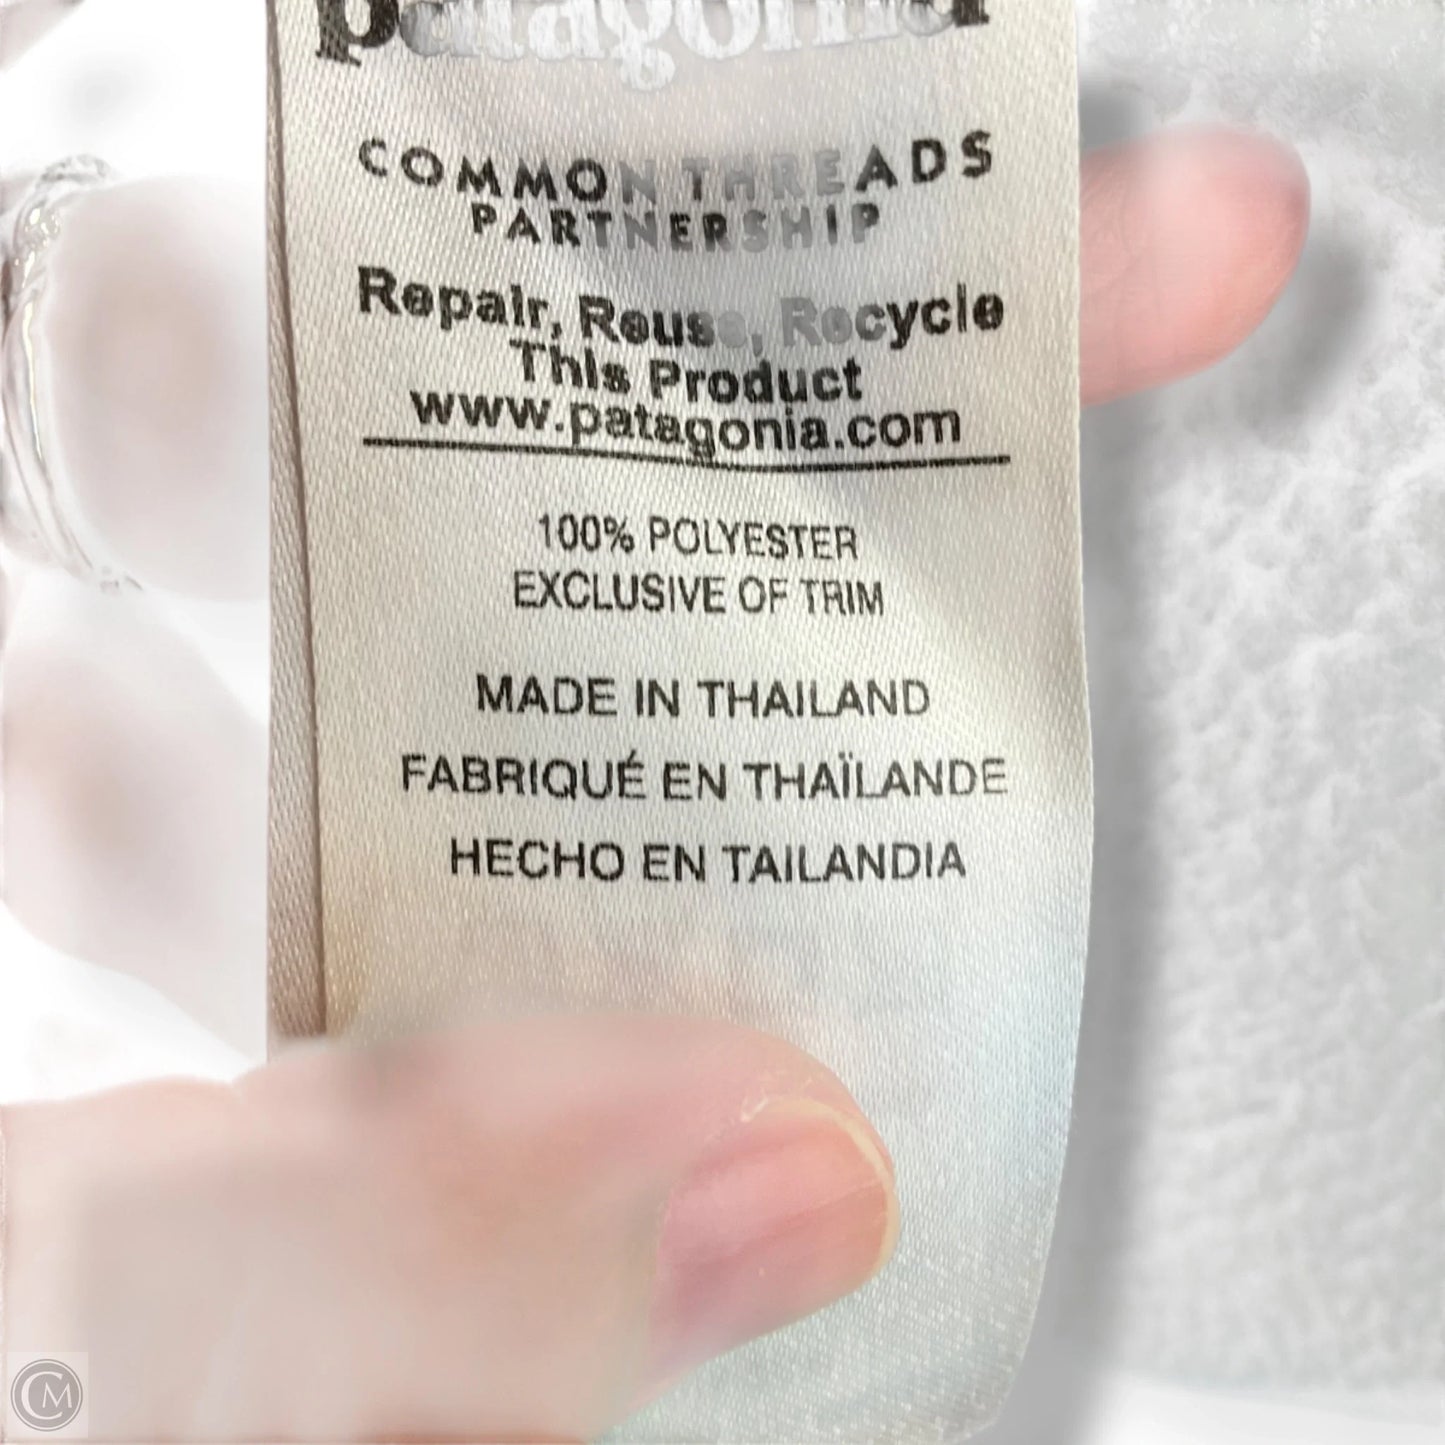 patagonia
COMMON THREADS
PARTNERSHIP
Repair, Reuse, Recycle
This Product
www.patagonia.com
100% POLYESTER
EXCLUSIVE OF TRIM
MADE IN THAILAND
FABRIQUÉ EN THAÏLANDE
HECHO EN TAILANDIA
CM